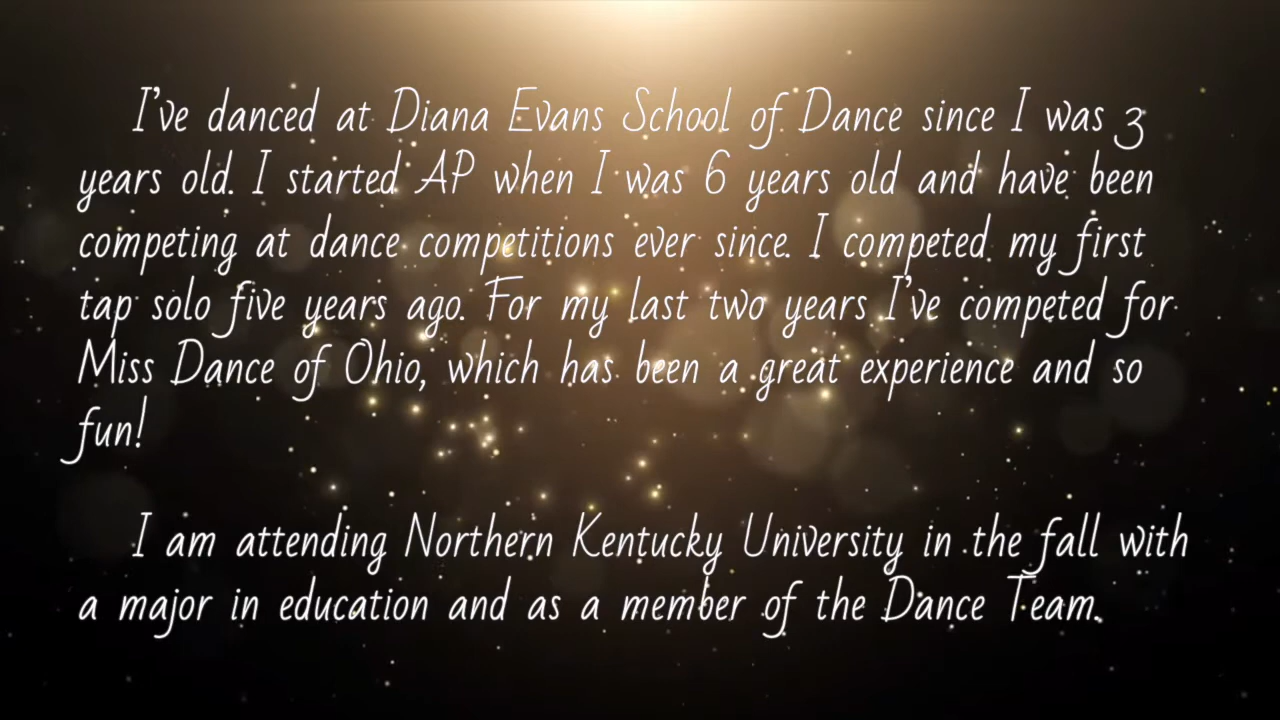 I've danced at Diana Evans School of Dance since I was 3
years old. I started AP when I was 6 years old and have been
competing at dance competitions ever since. I competed my first
tap solo five years ago. For my last two years I've competed for
Miss Dance of Ohio, which has been a great experience and so
fun!
I am attending Northern Kentucky University in the fall with
a major in education and as a member of the Dance Team.